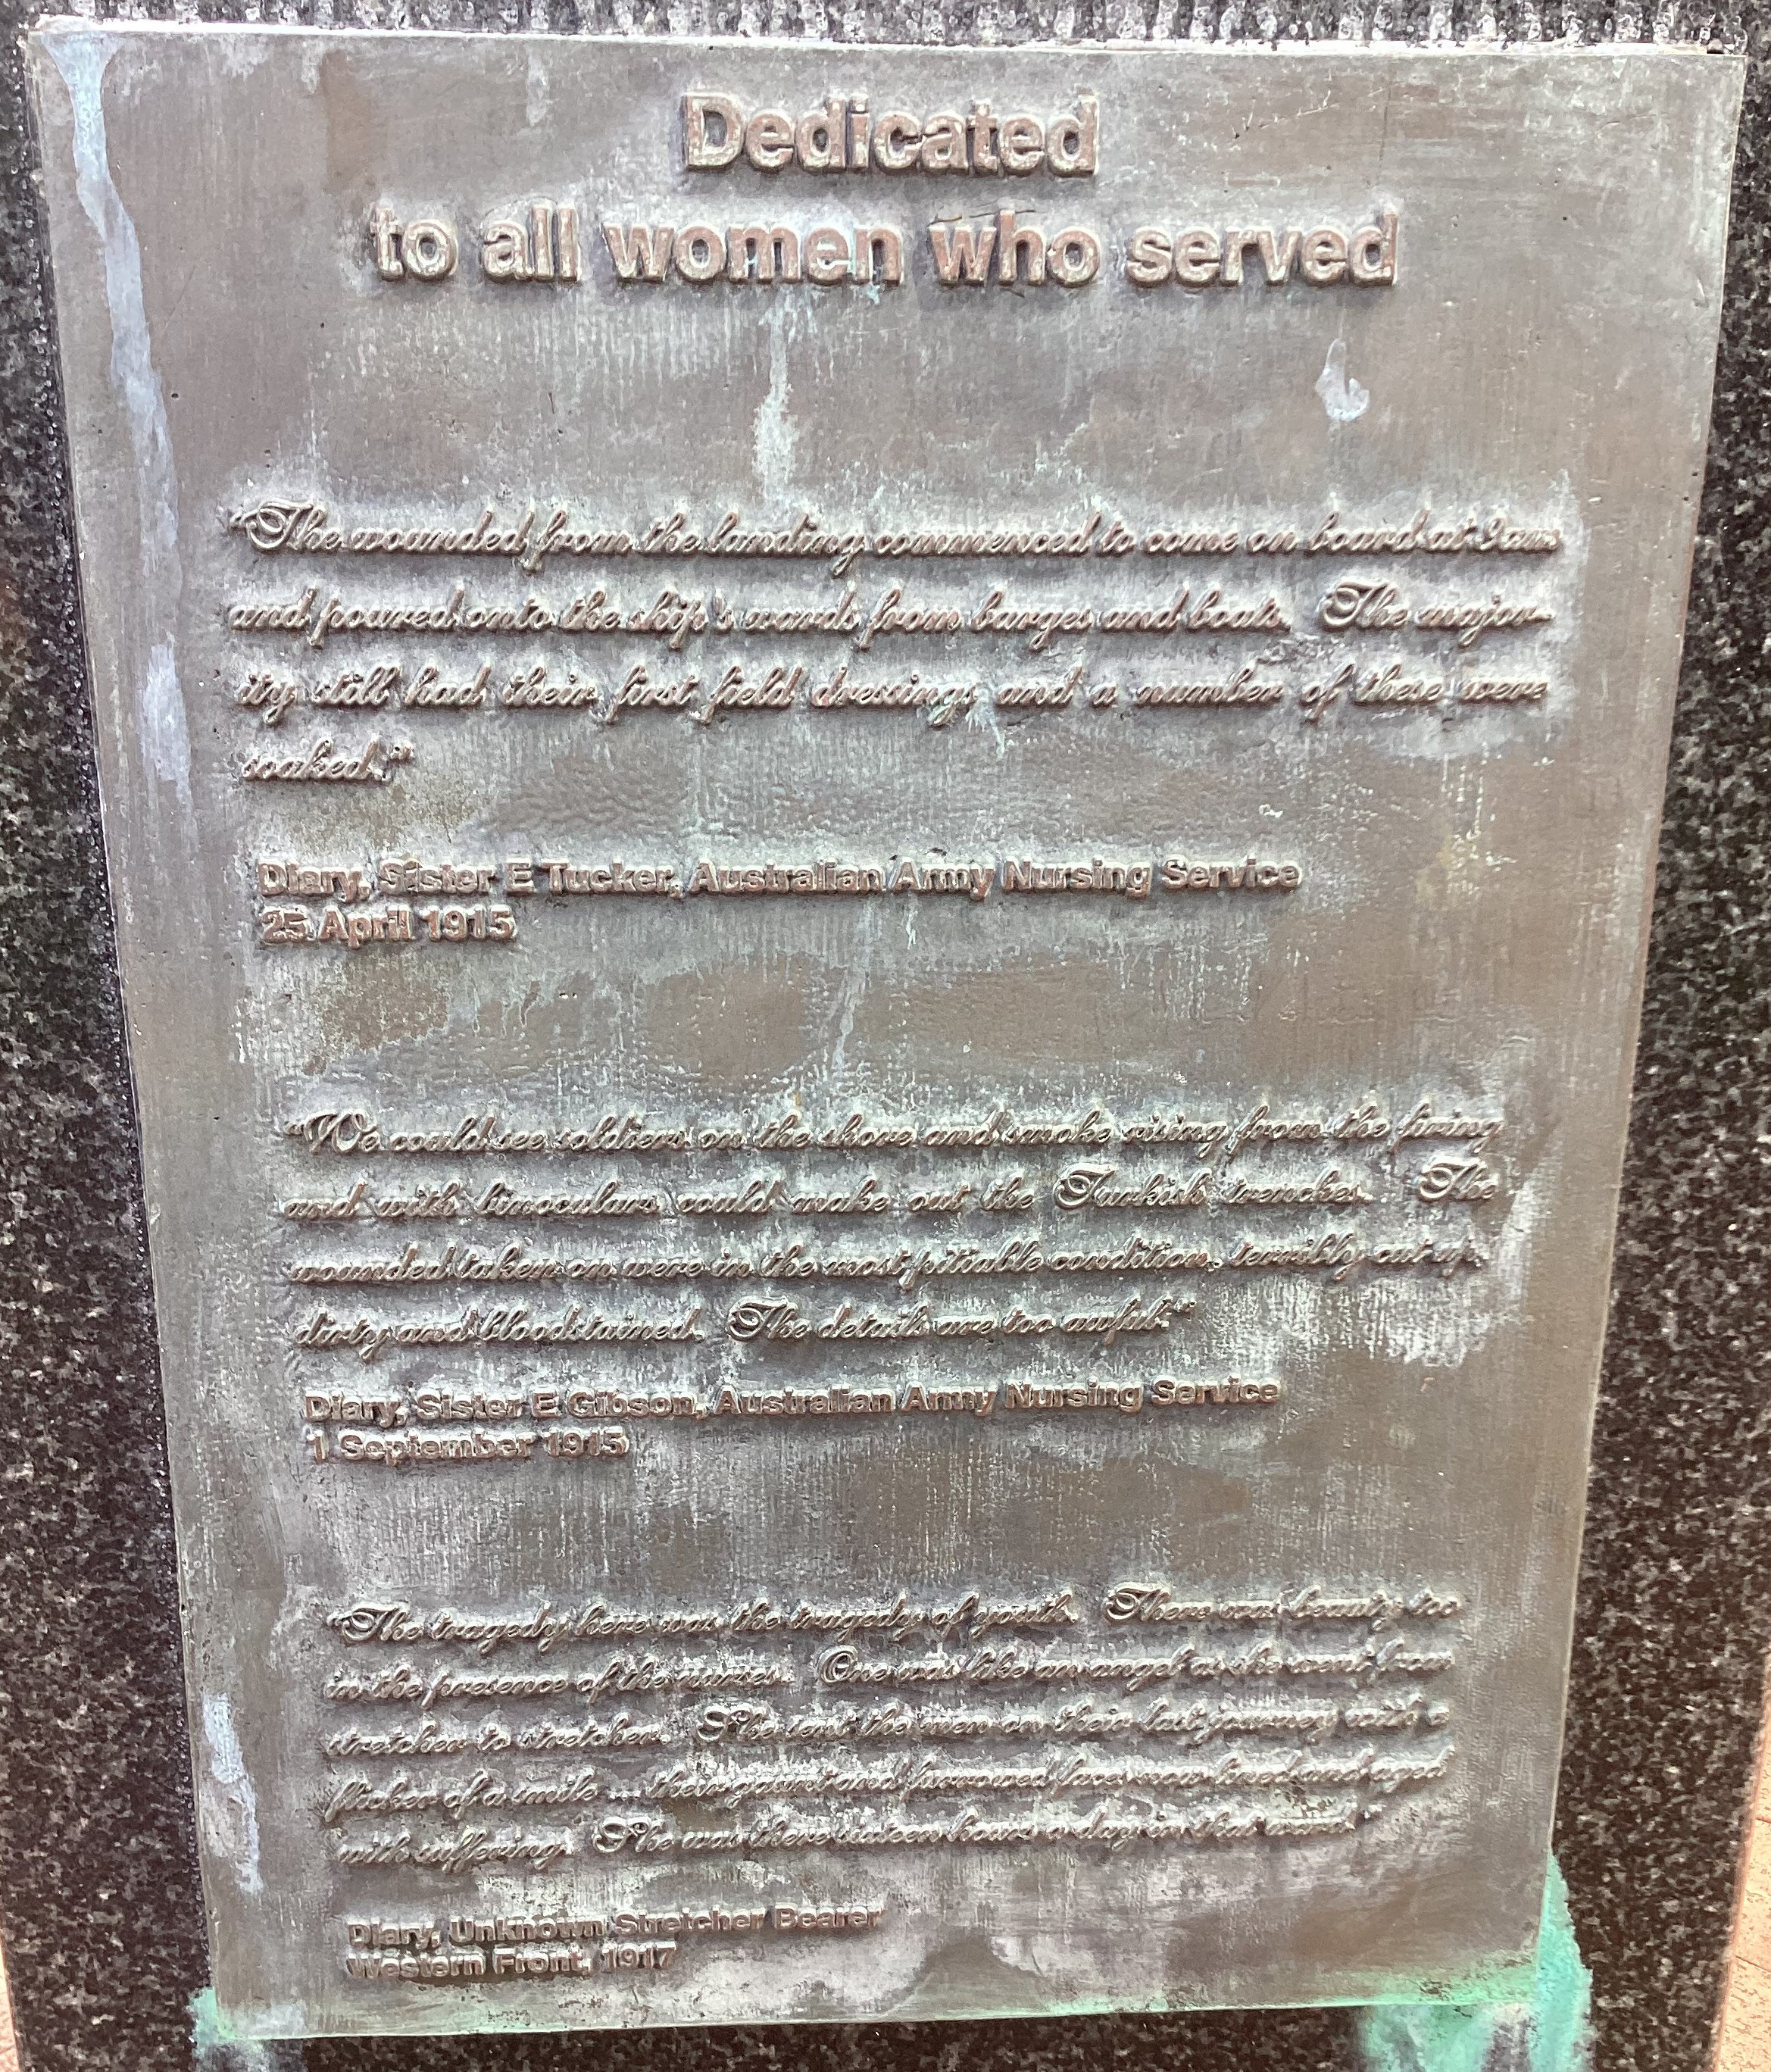 Dedicated
to all women who served
"The wounded from the landing commenced to come on board at 9am
and poured onto the ship's wards from barges and boats. The major-
ity still had their first field dressings and a number of these were
soaked."
Diary, Sister E Tucker, Australian Army Nursing Service
25 April 1915
"We could see soldiers on the shore and smoke rising from the firing
and with binoculars could make out the Turkish trenches. The
wounded taken on were in the most pitiable condition, terribly cut up,
dirty and bloodstained. The details are too awful."
Diary, Sister E Gibson, Australian Army Nursing Service
1 September 1915
"The tragedy here was the tragedy of youth. There was beauty too
in the presence of the nurses. One was like an angel as she went from
stretcher to stretcher. She sent the men on their last journey with a
flicker of a smile ... their gaunt and furrowed faces now lined and aged
with suffering. She was there sixteen hours a day in that ward."
Diary, Unknown Stretcher Bearer
Western Front, 1917